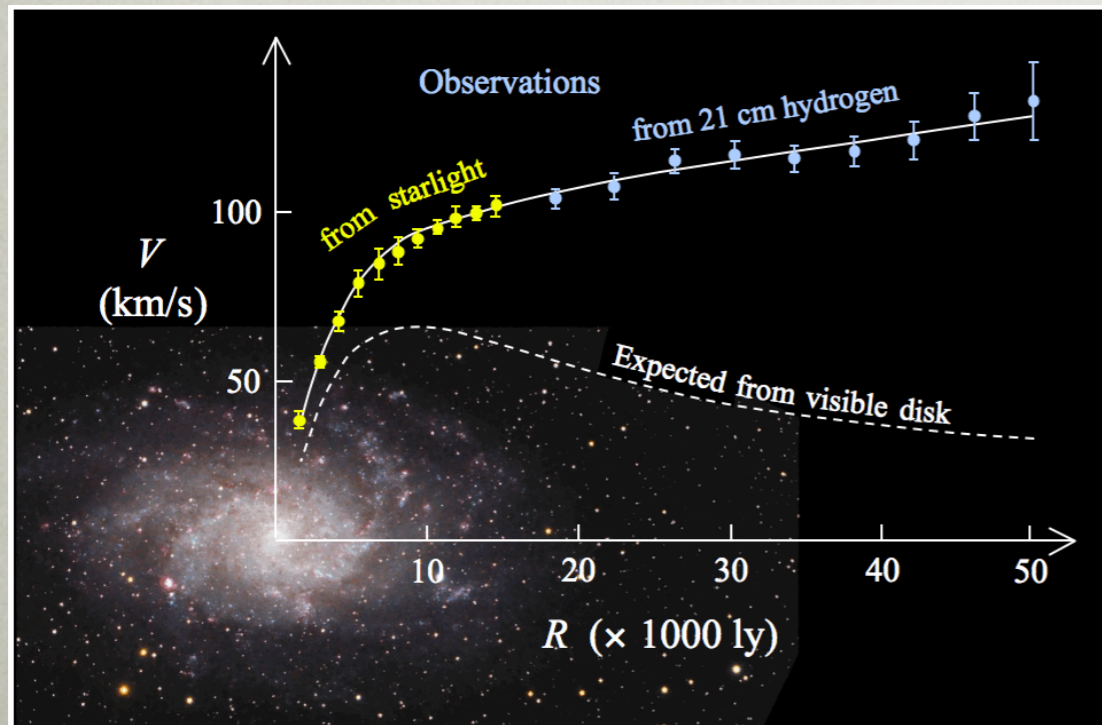 Observations
from 21 cm hydrogen
from starlight
100
V
(km/s)
50
Expected from visible disk
10 20 30 40 50
R (× 1000 ly)